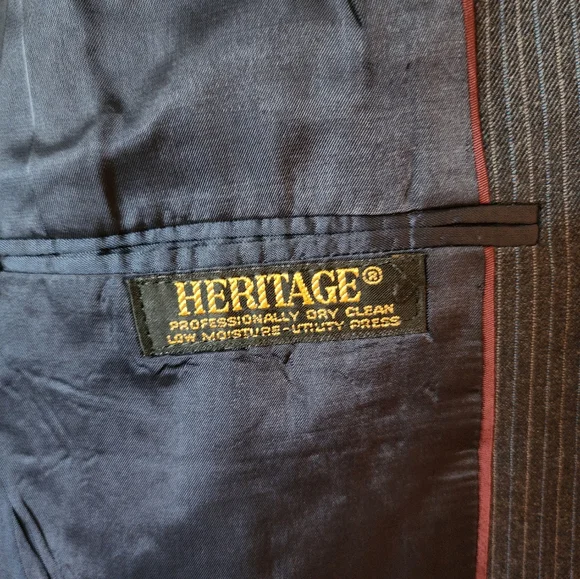 HERITAGE®
PROFESSIONALLY DRY CLEAN
LOW MOISTURE-UTILITY PRESS